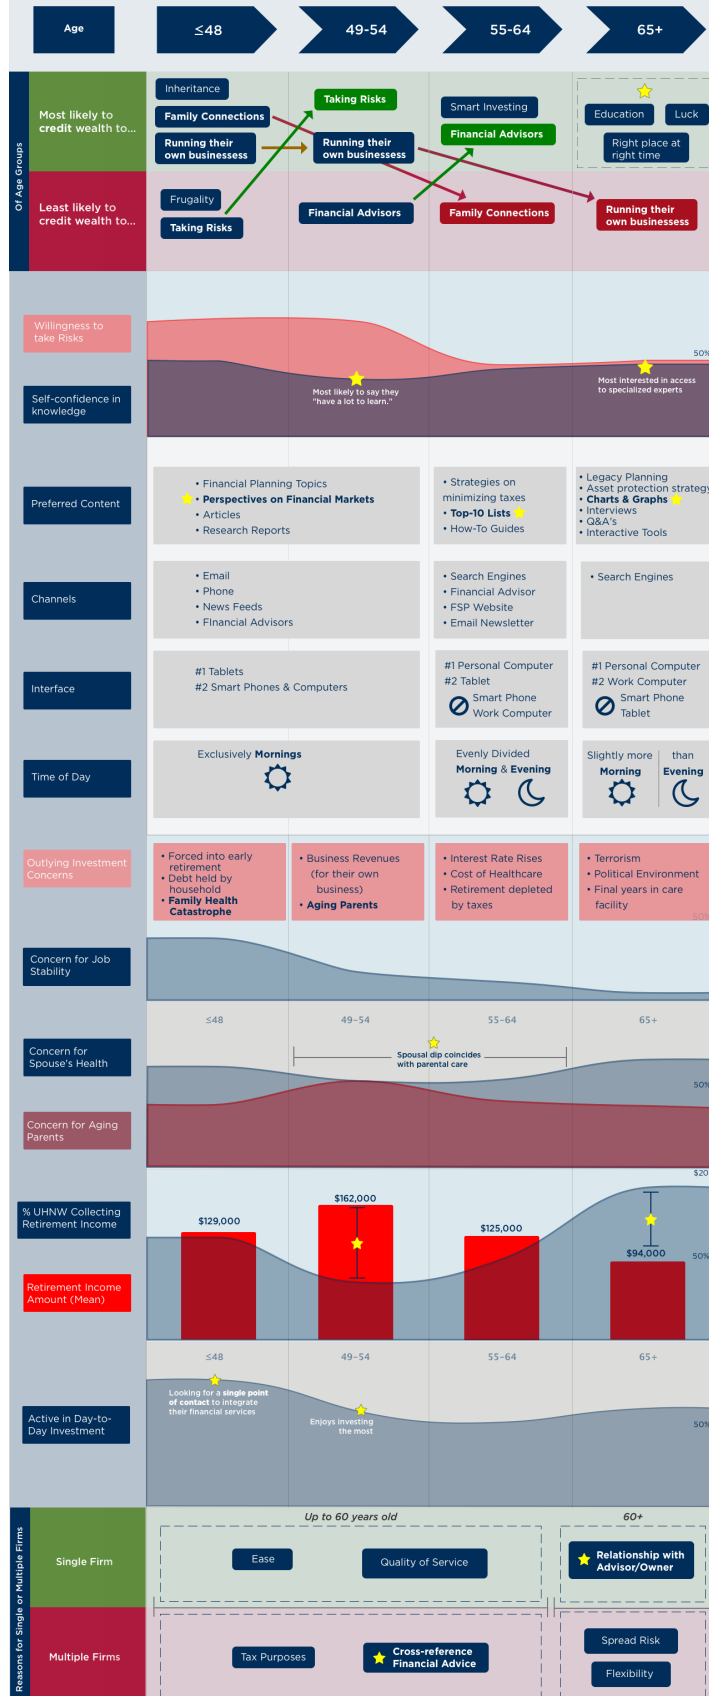 Age
≤48
49-54
55-64
65+
Of Age Groups
Most likely to
credit wealth to...
Inheritance
Family Connections
Running their
own businessess
Taking Risks
Running their
own businessess
Smart Investing
Financial Advisors
Education
Luck
Right place at
right time
Least likely to
credit wealth to...
Frugality
Taking Risks
Financial Advisors
Family Connections
Running their
own businessess
Willingness to
take Risks
50%
Self-confidence in
knowledge
Most likely to say they
"have a lot to learn."
Most interested in access
to specialized experts
Preferred Content
• Financial Planning Topics
• Perspectives on Financial Markets
• Articles
• Research Reports
• Strategies on
minimizing taxes
• Top-10 Lists
• How-To Guides
• Legacy Planning
• Asset protection strategy
• Charts & Graphs
• Interviews
• Q&A's
• Interactive Tools
Channels
• Email
• Phone
• News Feeds
• FInancial Advisors
• Search Engines
• Financial Advisor
• FSP Website
• Email Newsletter
• Search Engines
Interface
#1 Tablets
#2 Smart Phones & Computers
#1 Personal Computer
#2 Tablet
Smart Phone
Work Computer
#1 Personal Computer
#2 Work Computer
Smart Phone
Tablet
Time of Day
Exclusively Mornings
Evenly Divided
Morning & Evening
Slightly more
Morning
than
Evening
Outlying Investment
Concerns
• Forced into early
retirement
• Debt held by
household
• Family Health
Catastrophe
• Business Revenues
(for their own
business)
• Aging Parents
• Interest Rate Rises
• Cost of Healthcare
• Retirement depleted
by taxes
• Terrorism
• Political Environment
• Final years in care
facility
50%
Concern for Job
Stability
≤48
49–54
55–64
65+
Concern for
Spouse's Health
Spousal dip coincides
with parental care
50%
Concern for Aging
Parents
$20
% UHNW Collecting
Retirement Income
$129,000
$162,000
$125,000
$94,000
50%
Retirement Income
Amount (Mean)
≤48
49–54
55–64
65+
Active in Day-to-
Day Investment
Looking for a single point
of contact to integrate
their financial services
Enjoys investing
the most
50%
Reasons for Single or Multiple Firms
Up to 60 years old
60+
Single Firm
Ease
Quality of Service
Relationship with
Advisor/Owner
Multiple Firms
Tax Purposes
Cross-reference
Financial Advice
Spread Risk
Flexibility